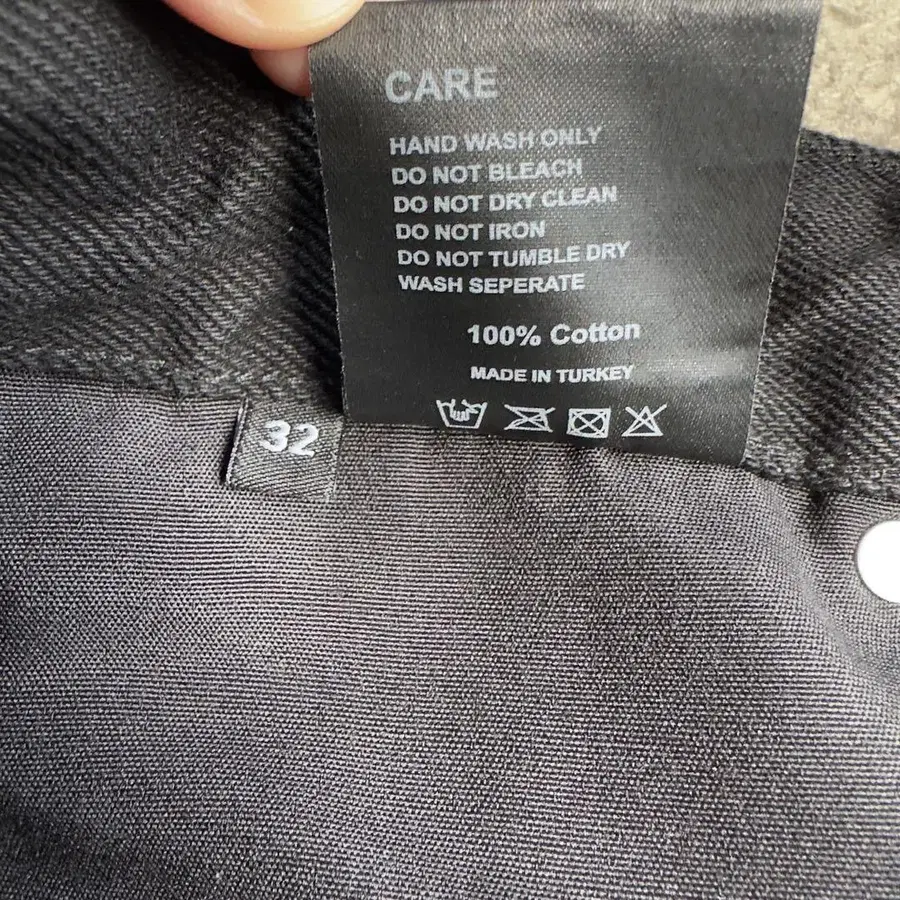 CARE
HAND WASH ONLY
DO NOT BLEACH
DO NOT DRY CLEAN
DO NOT IRON
DO NOT TUMBLE DRY
WASH SEPERATE
100% Cotton
MADE IN TURKEY
32